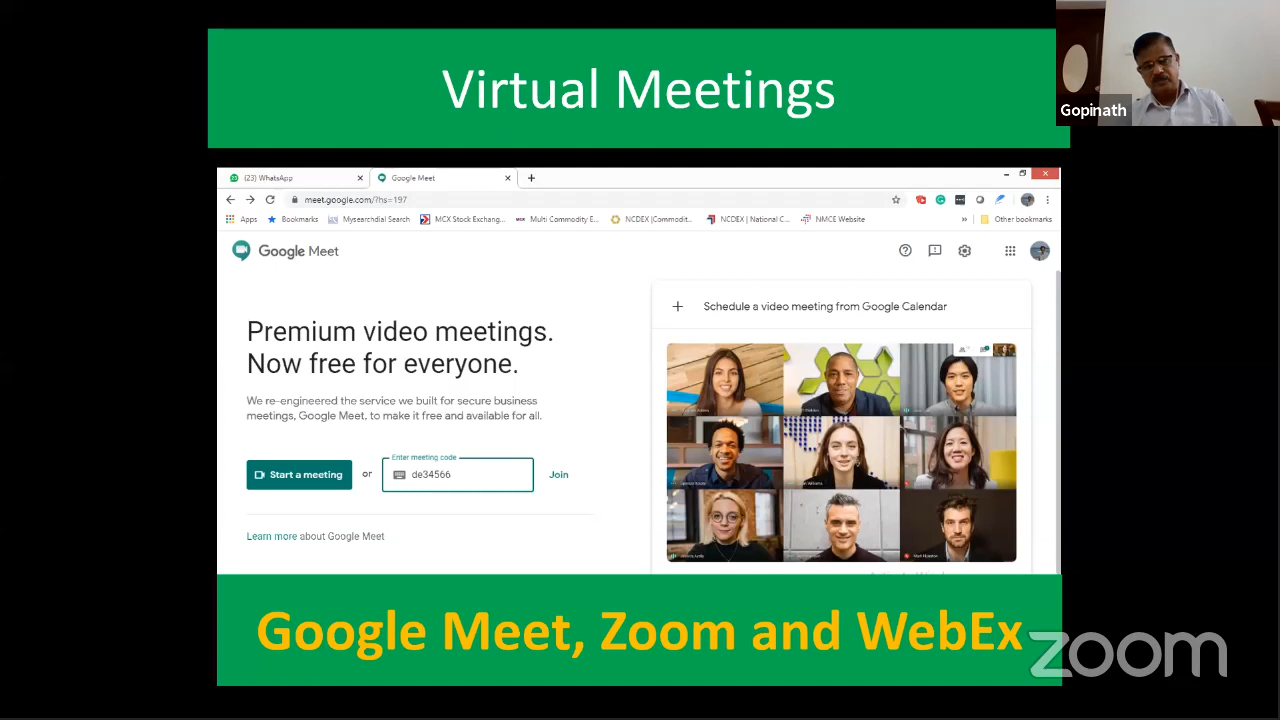 Virtual Meetings
Gopinath
(23) WhatsApp
Google Meet
meet.google.com/?hs=197
Apps Bookmarks Mysearchdial Search MCX Stock Exchang... Multi Commodity E... NCDEX |Commodit... NCDEX | National C... NMCE Website » Other bookmarks
Google Meet
Schedule a video meeting from Google Calendar
Premium video meetings.
Now free for everyone.
We re-engineered the service we built for secure business
meetings, Google Meet, to make it free and available for all.
Enter meeting code
Start a meeting or de34566 Join
Learn more about Google Meet
Google Meet, Zoom and WebEx
zoom